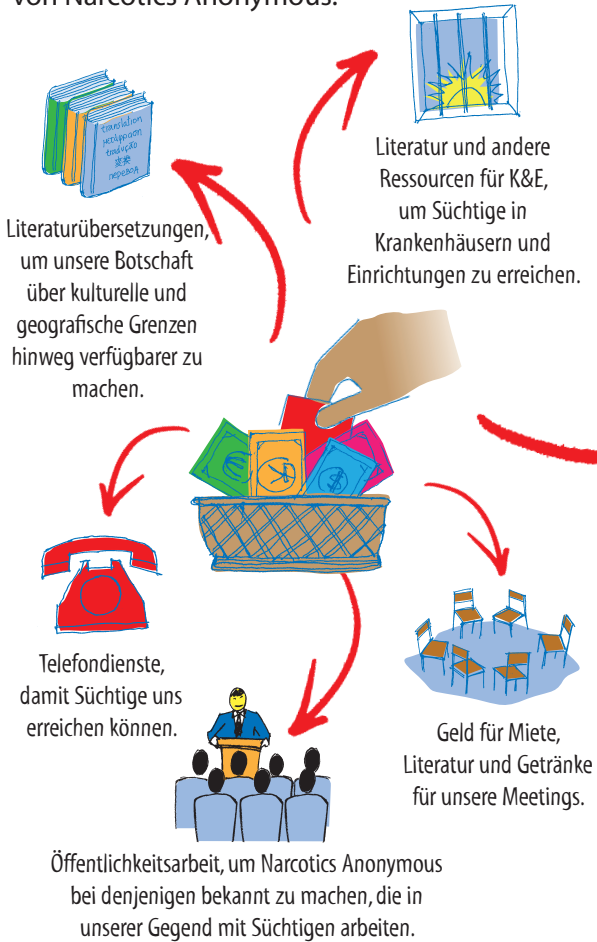 von Narcotics Anonymous.
Literatur und andere
Ressourcen für K&E,
um Süchtige in
Krankenhäusern und
Einrichtungen zu erreichen.
translation
μετάφραση
tradução
перевод
Literaturübersetzungen,
um unsere Botschaft
über kulturelle und
geografische Grenzen
hinweg verfügbarer zu
machen.
€
¥
$
Telefondienste,
damit Süchtige uns
erreichen können.
Geld für Miete,
Literatur und Getränke
für unsere Meetings.
Öffentlichkeitsarbeit, um Narcotics Anonymous
bei denjenigen bekannt zu machen, die in
unserer Gegend mit Süchtigen arbeiten.